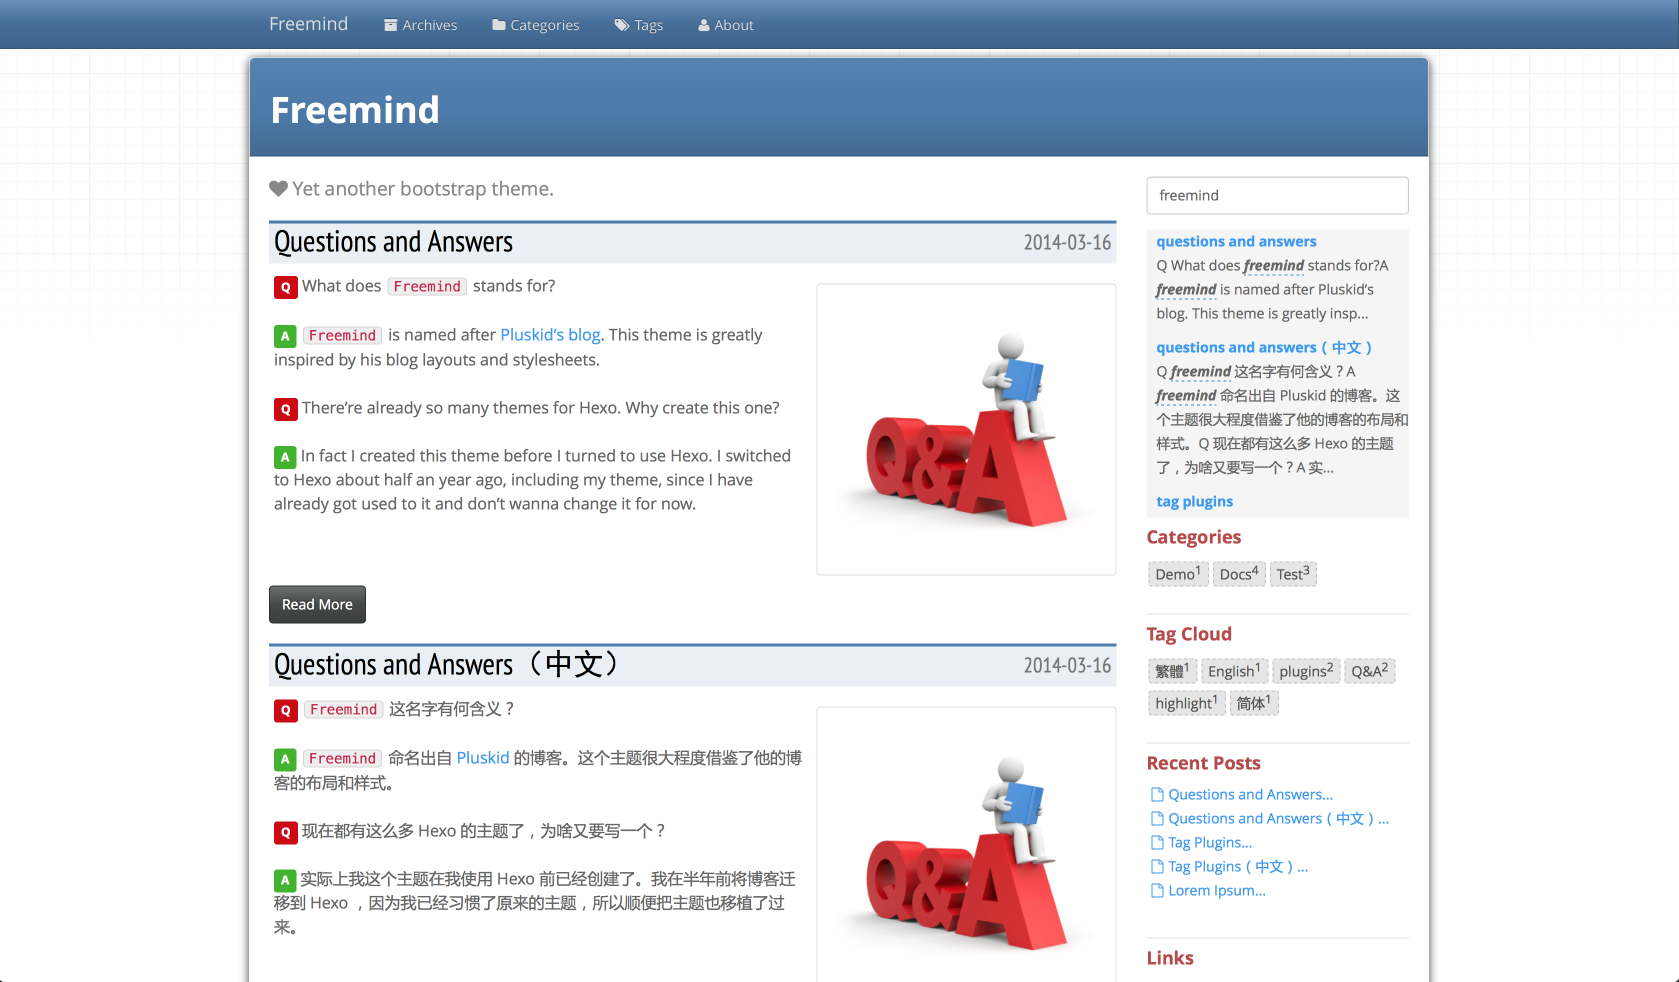 Freemind Archives Categories Tags About
Freemind
Yet another bootstrap theme.
Questions and Answers 2014-03-16
Q What does Freemind stands for?
A Freemind is named after Pluskid’s blog. This theme is greatly
inspired by his blog layouts and stylesheets.
Q There’re already so many themes for Hexo. Why create this one?
A In fact I created this theme before I turned to use Hexo. I switched
to Hexo about half an year ago, including my theme, since I have
already got used to it and don’t wanna change it for now.
Q&A
Read More
Questions and Answers（中文） 2014-03-16
Q Freemind 这名字有何含义？
A Freemind 命名出自 Pluskid 的博客。这个主题很大程度借鉴了他的博
客的布局和样式。
Q 现在都有这么多 Hexo 的主题了，为啥又要写一个？
A 实际上我这个主题在我使用 Hexo 前已经创建了。我在半年前将博客迁
移到 Hexo ，因为我已经习惯了原来的主题，所以顺便把主题也移植了过
来。
Q&A
freemind
questions and answers
Q What does freemind stands for?A
freemind is named after Pluskid’s
blog. This theme is greatly insp...
questions and answers（中文）
Q freemind 这名字有何含义？A
freemind 命名出自 Pluskid 的博客。这
个主题很大程度借鉴了他的博客的布局和
样式。Q 现在都有这么多 Hexo 的主题
了，为啥又要写一个？A 实...
tag plugins
Categories
Demo1 Docs4 Test3
Tag Cloud
繁體1 English1 plugins2 Q&A2
highlight1 简体1
Recent Posts
Questions and Answers...
Questions and Answers（中文）...
Tag Plugins...
Tag Plugins（中文）...
Lorem Ipsum...
Links